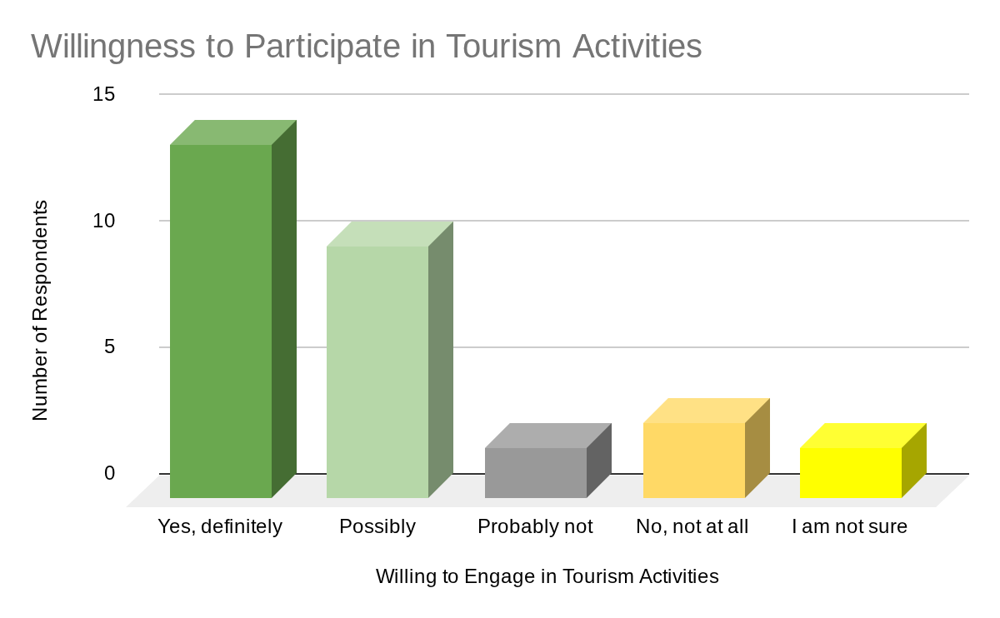 Willingness to Participate in Tourism Activities
15
10
5
0
Number of Respondents
Yes, definitely
Possibly
Probably not
No, not at all
I am not sure
Willing to Engage in Tourism Activities